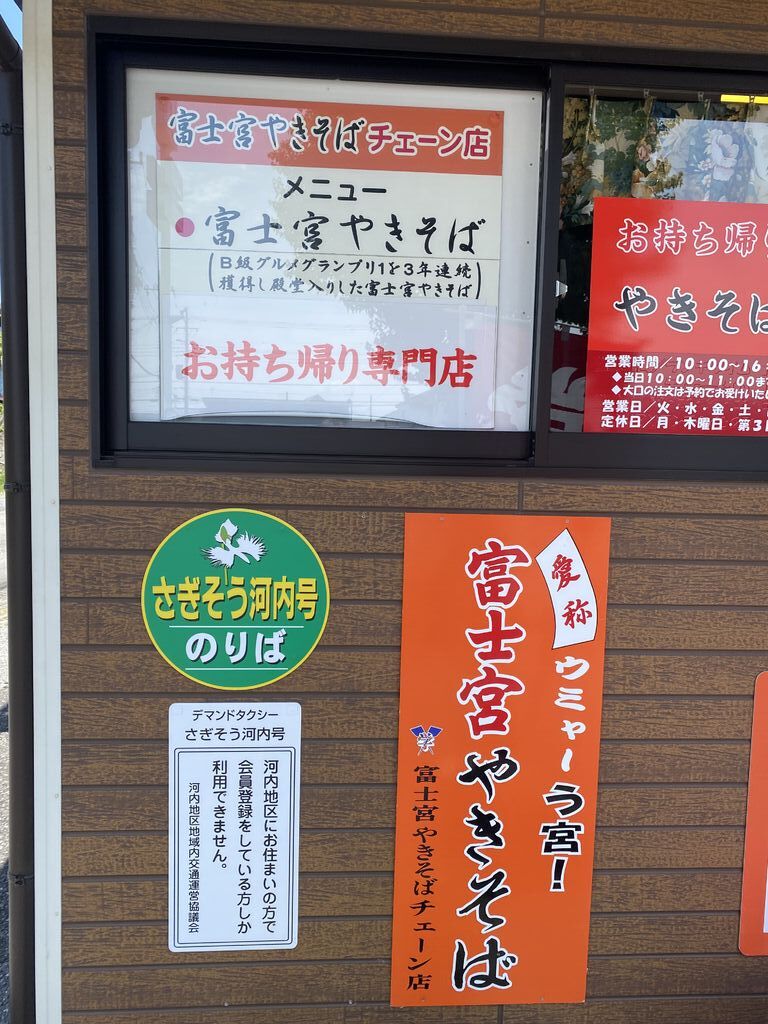 富士宮やきそばチェーン店
メニュー
●富士宮やきそば
(B級グルメグランプリ1を3年連続
獲得し殿堂入りした富士宮やきそば)
お持ち帰り専門店
お持ち帰り
やきそば
営業時間/10:00〜16:
◆当日10:00〜11:00ま
◆大口の注文は予約でお受けいた
営業日/火・水・金・土・
定休日/月・木曜日・第3
さぎそう河内号
のりば
デマンドタクシー
さぎそう河内号
河内地区にお住まいの方で
会員登録をしている方しか
利用できません。
河内地区地域内交通運営協議会
愛称
ウミャーう宮!
富士宮やきそば
学
富士宮やきそばチェーン店